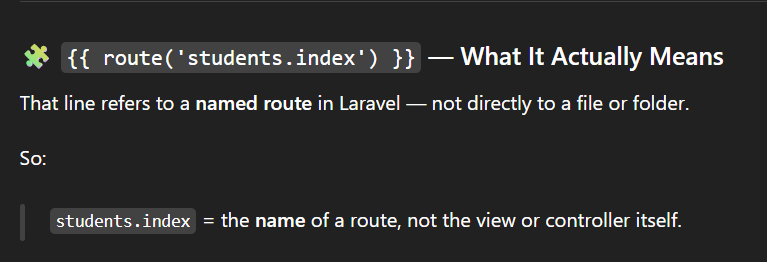 🧩 {{ route('students.index') }} — What It Actually Means
That line refers to a named route in Laravel — not directly to a file or folder.
So:
students.index = the name of a route, not the view or controller itself.